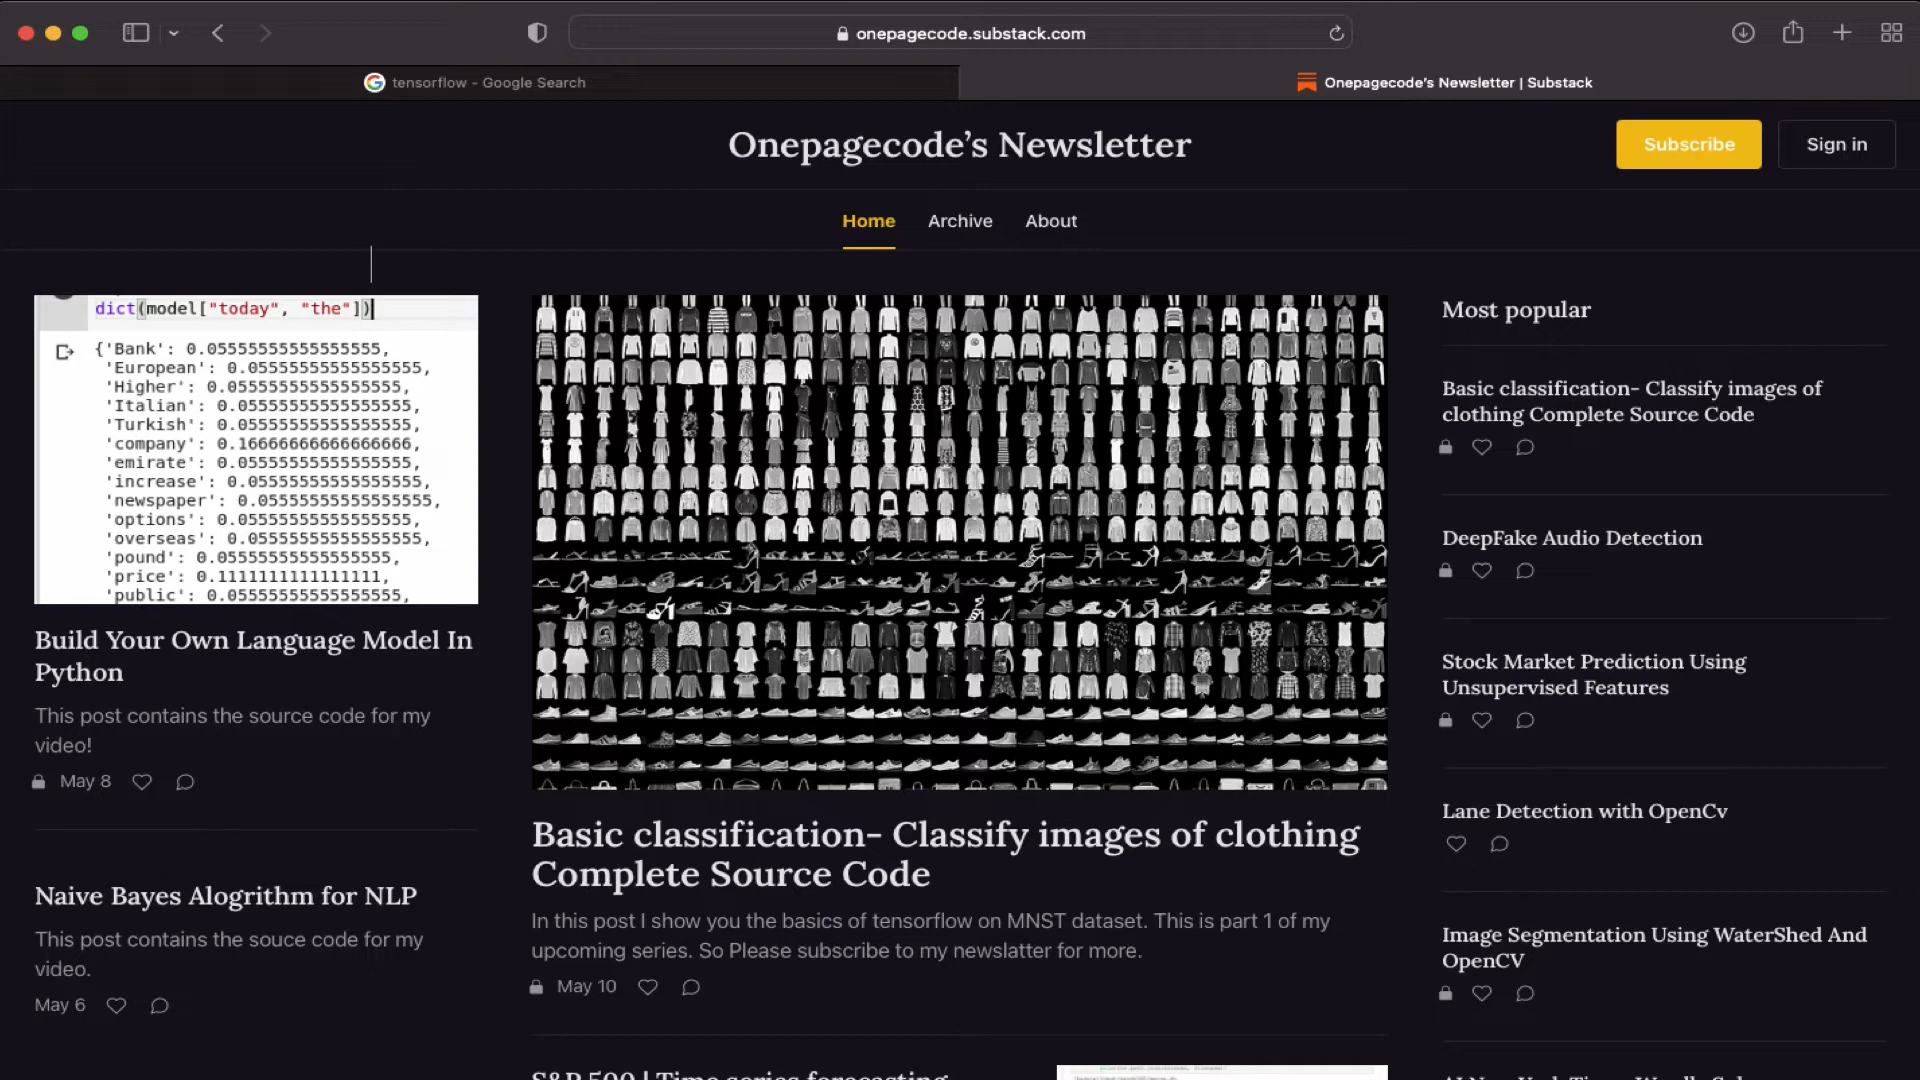 onepagecode.substack.com
tensorflow – Google Search
Onepagecode's Newsletter | Substack
Onepagecode's Newsletter
Subscribe
Sign in
Home
Archive
About
dict(model["today", "the"])
{'Bank': 0.05555555555555555,
'European': 0.05555555555555555,
'Higher': 0.05555555555555555,
'Italian': 0.05555555555555555,
'Turkish': 0.05555555555555555,
'company': 0.16666666666666666,
'emirate': 0.05555555555555555,
'increase': 0.05555555555555555,
'newspaper': 0.05555555555555555,
'options': 0.05555555555555555,
'overseas': 0.05555555555555555,
'pound': 0.05555555555555555,
'price': 0.1111111111111111,
'public': 0.05555555555555555,
Build Your Own Language Model In
Python
This post contains the source code for my
video!
May 8
Naive Bayes Alogrithm for NLP
This post contains the souce code for my
video.
May 6
Basic classification- Classify images of clothing
Complete Source Code
In this post I show you the basics of tensorflow on MNST dataset. This is part 1 of my
upcoming series. So Please subscribe to my newslatter for more.
May 10
S&P 500 | Time series forecasting
Most popular
Basic classification- Classify images of
clothing Complete Source Code
DeepFake Audio Detection
Stock Market Prediction Using
Unsupervised Features
Lane Detection with OpenCv
Image Segmentation Using WaterShed And
OpenCV